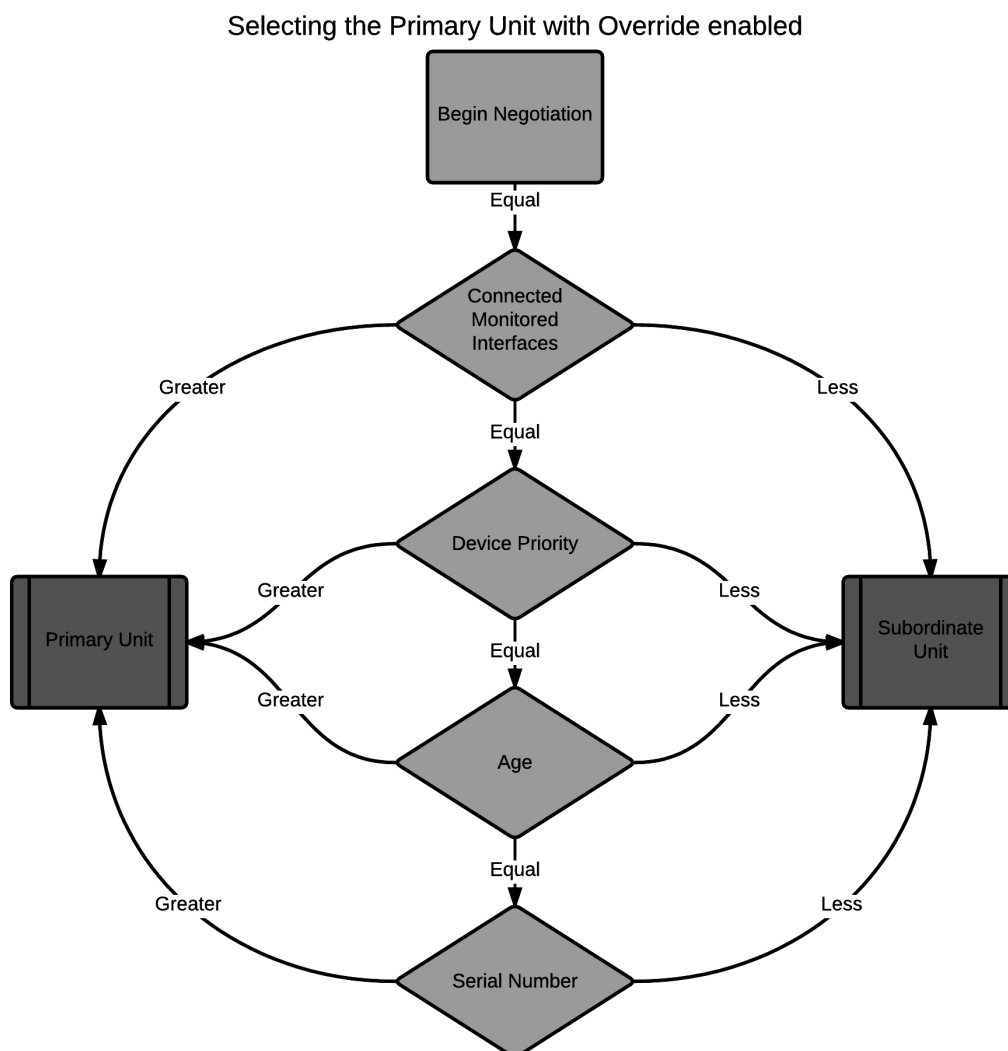 Selecting the Primary Unit with Override enabled
Begin Negotiation
Equal
Connected
Monitored
Interfaces
Greater
Less
Equal
Device Priority
Greater
Less
Primary Unit
Subordinate
Unit
Equal
Greater
Less
Age
Equal
Greater
Less
Serial Number